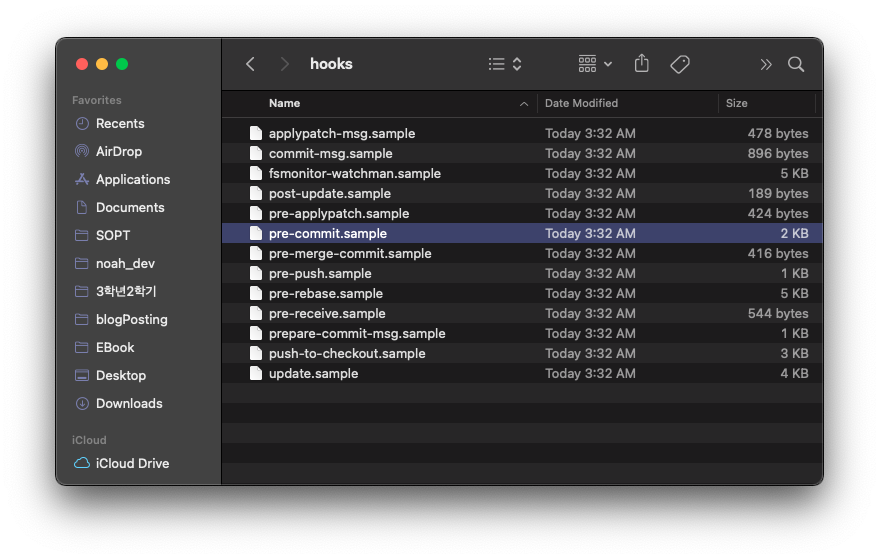 hooks
Favorites
Recents
AirDrop
Applications
Documents
SOPT
noah_dev
3학년2학기
blogPosting
EBook
Desktop
Downloads
iCloud
iCloud Drive
Name Date Modified Size
applypatch-msg.sample Today 3:32 AM 478 bytes
commit-msg.sample Today 3:32 AM 896 bytes
fsmonitor-watchman.sample Today 3:32 AM 5 KB
post-update.sample Today 3:32 AM 189 bytes
pre-applypatch.sample Today 3:32 AM 424 bytes
pre-commit.sample Today 3:32 AM 2 KB
pre-merge-commit.sample Today 3:32 AM 416 bytes
pre-push.sample Today 3:32 AM 1 KB
pre-rebase.sample Today 3:32 AM 5 KB
pre-receive.sample Today 3:32 AM 544 bytes
prepare-commit-msg.sample Today 3:32 AM 1 KB
push-to-checkout.sample Today 3:32 AM 3 KB
update.sample Today 3:32 AM 4 KB